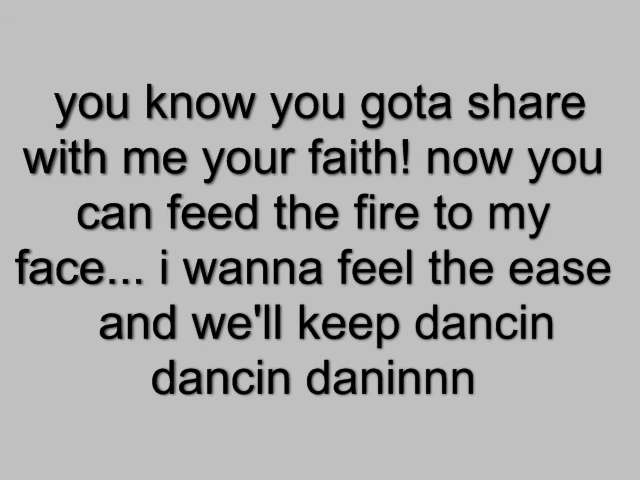 you know you gota share
with me your faith! now you
can feed the fire to my
face... i wanna feel the ease
and we'll keep dancin
dancin daninnn